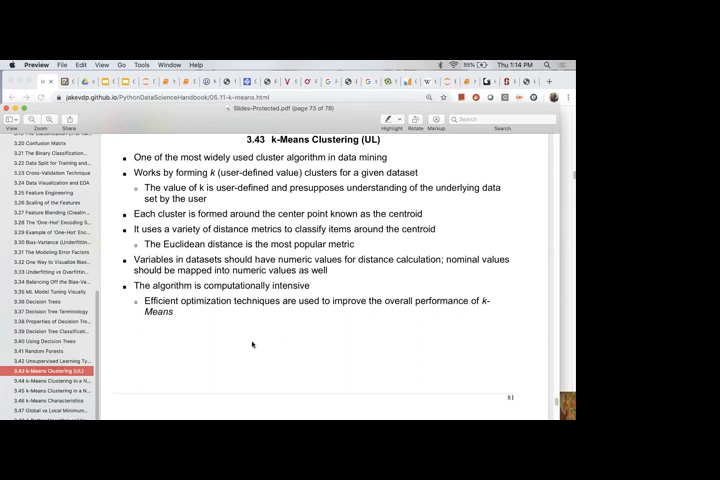 Preview File Edit View Go Tools Window Help
85% Thu 1:14 PM
jakevdp.github.io/PythonDataScienceHandbook/05.11-k-means.html
Slides-Protected.pdf (page 73 of 79)
View Zoom Share Highlight Rotate Markup Search
Search
3.20 Confusion Matrix
3.21 The Binary Classification...
3.22 Data Split for Training and...
3.23 Cross-Validation Technique
3.24 Data Visualization and EDA
3.25 Feature Engineering
3.26 Scaling of the Features
3.27 Feature Blending (Creatin...
3.28 The 'One-Hot' Encoding S...
3.29 Example of 'One-Hot' Enc...
3.30 Bias-Variance (Underfittin...
3.31 The Modeling Error Factors
3.32 One Way to Visualize Bias...
3.33 Underfitting vs Overfittin...
3.34 Balancing Off the Bias-Va...
3.35 ML Model Tuning Visually
3.36 Decision Trees
3.37 Decision Tree Terminology
3.38 Properties of Decision Tre...
3.39 Decision Tree Classificati...
3.40 Using Decision Trees
3.41 Random Forests
3.42 Unsupervised Learning Ty...
3.43 k-Means Clustering (UL)
3.44 k-Means Clustering in a N...
3.45 k-Means Clustering in a N...
3.46 k-Means Characteristics
3.47 Global vs Local Minimum...
3.43 k-Means Clustering (UL)
One of the most widely used cluster algorithm in data mining
Works by forming k (user-defined value) clusters for a given dataset
The value of k is user-defined and presupposes understanding of the underlying data
set by the user
Each cluster is formed around the center point known as the centroid
It uses a variety of distance metrics to classify items around the centroid
The Euclidean distance is the most popular metric
Variables in datasets should have numeric values for distance calculation; nominal values
should be mapped into numeric values as well
The algorithm is computationally intensive
Efficient optimization techniques are used to improve the overall performance of k-
Means
81